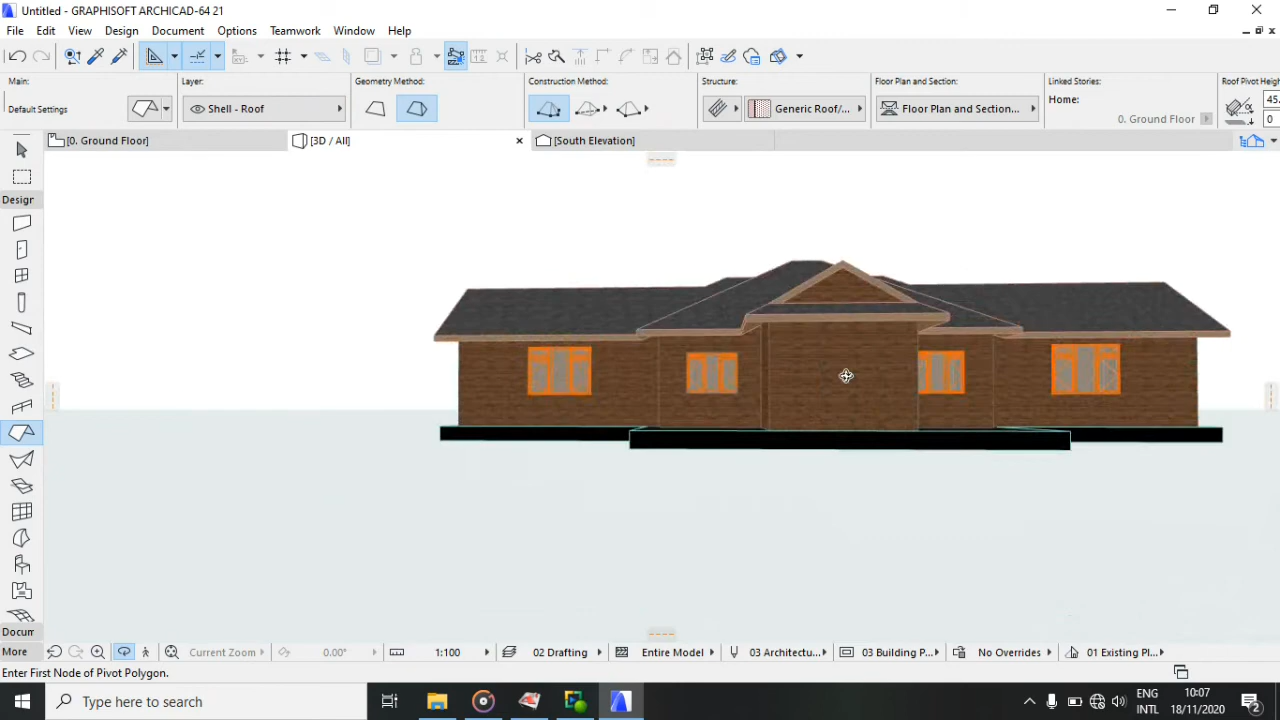 Untitled - GRAPHISOFT ARCHICAD-64 21
File Edit View Design Document Options Teamwork Window Help
Main: Layer: Geometry Method: Construction Method: Structure: Floor Plan and Section: Linked Stories: Roof Pivot Heig
Default Settings Shell - Roof Generic Roof/... Floor Plan and Section... Home: 45.
0. Ground Floor 0
[0. Ground Floor] [3D / All] [South Elevation]
Design
Docum
More Current Zoom 0.00° 1:100 02 Drafting Entire Model 03 Architectu... 03 Building P... No Overrides 01 Existing Pl...
Enter First Node of Pivot Polygon.
Type here to search
ENG 10:07
INTL 18/11/2020 2